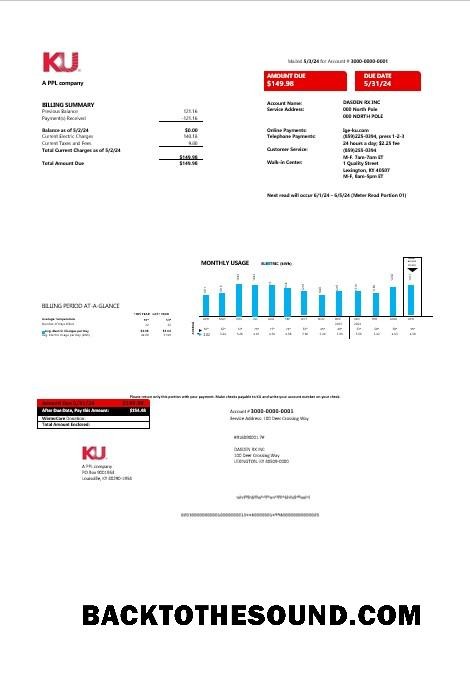 KU
Mailed 5/3/24 for Account # 3000-0000-0001
A PPL company
AMOUNT DUE
$149.98
DUE DATE
5/31/24
BILLING SUMMARY
Previous Balance 121.16
Payment(s) Received -121.16
Balance as of 5/2/24 $0.00
Current Electric Charges 140.18
Current Taxes and Fees 9.80
Total Current Charges as of 5/2/24
$149.98
Total Amount Due $149.98
Account Name: DASDEN RX INC
Service Address: 000 North Pole
000 NORTH POLE
Online Payments: lge-ku.com
Telephone Payments: (859)225-0394, press 1-2-3
24 hours a day; $2.25 fee
Customer Service: (859)255-0394
M-F, 7am-7am ET
Walk-in Center: 1 Quality Street
Lexington, KY 40507
M-F, 8am-5pm ET
Next read will occur 6/1/24 – 6/5/24 (Meter Read Portion 01)
MONTHLY USAGE ELECTRIC (kWh)
BILLING PERIOD AT-A-GLANCE
THIS YEAR LAST YEAR
Average Temperature
Please return only this portion with your payment. Make checks payable to KU and write your account number on your check.
Amount Due 5/31/24
After Due Date, Pay this Amount: $154.48
WinterCare Donation:
Total Amount Enclosed:
Account # 3000-0000-0001
Service Address: 100 Deer Crossing Way
KU
A PPL company
PO Box 9001954
Louisville, KY 40290-1954
DASDEN RX INC
100 Deer Crossing Way
LEXINGTON, KY 40509-0000
BACKTOTHESOUND.COM